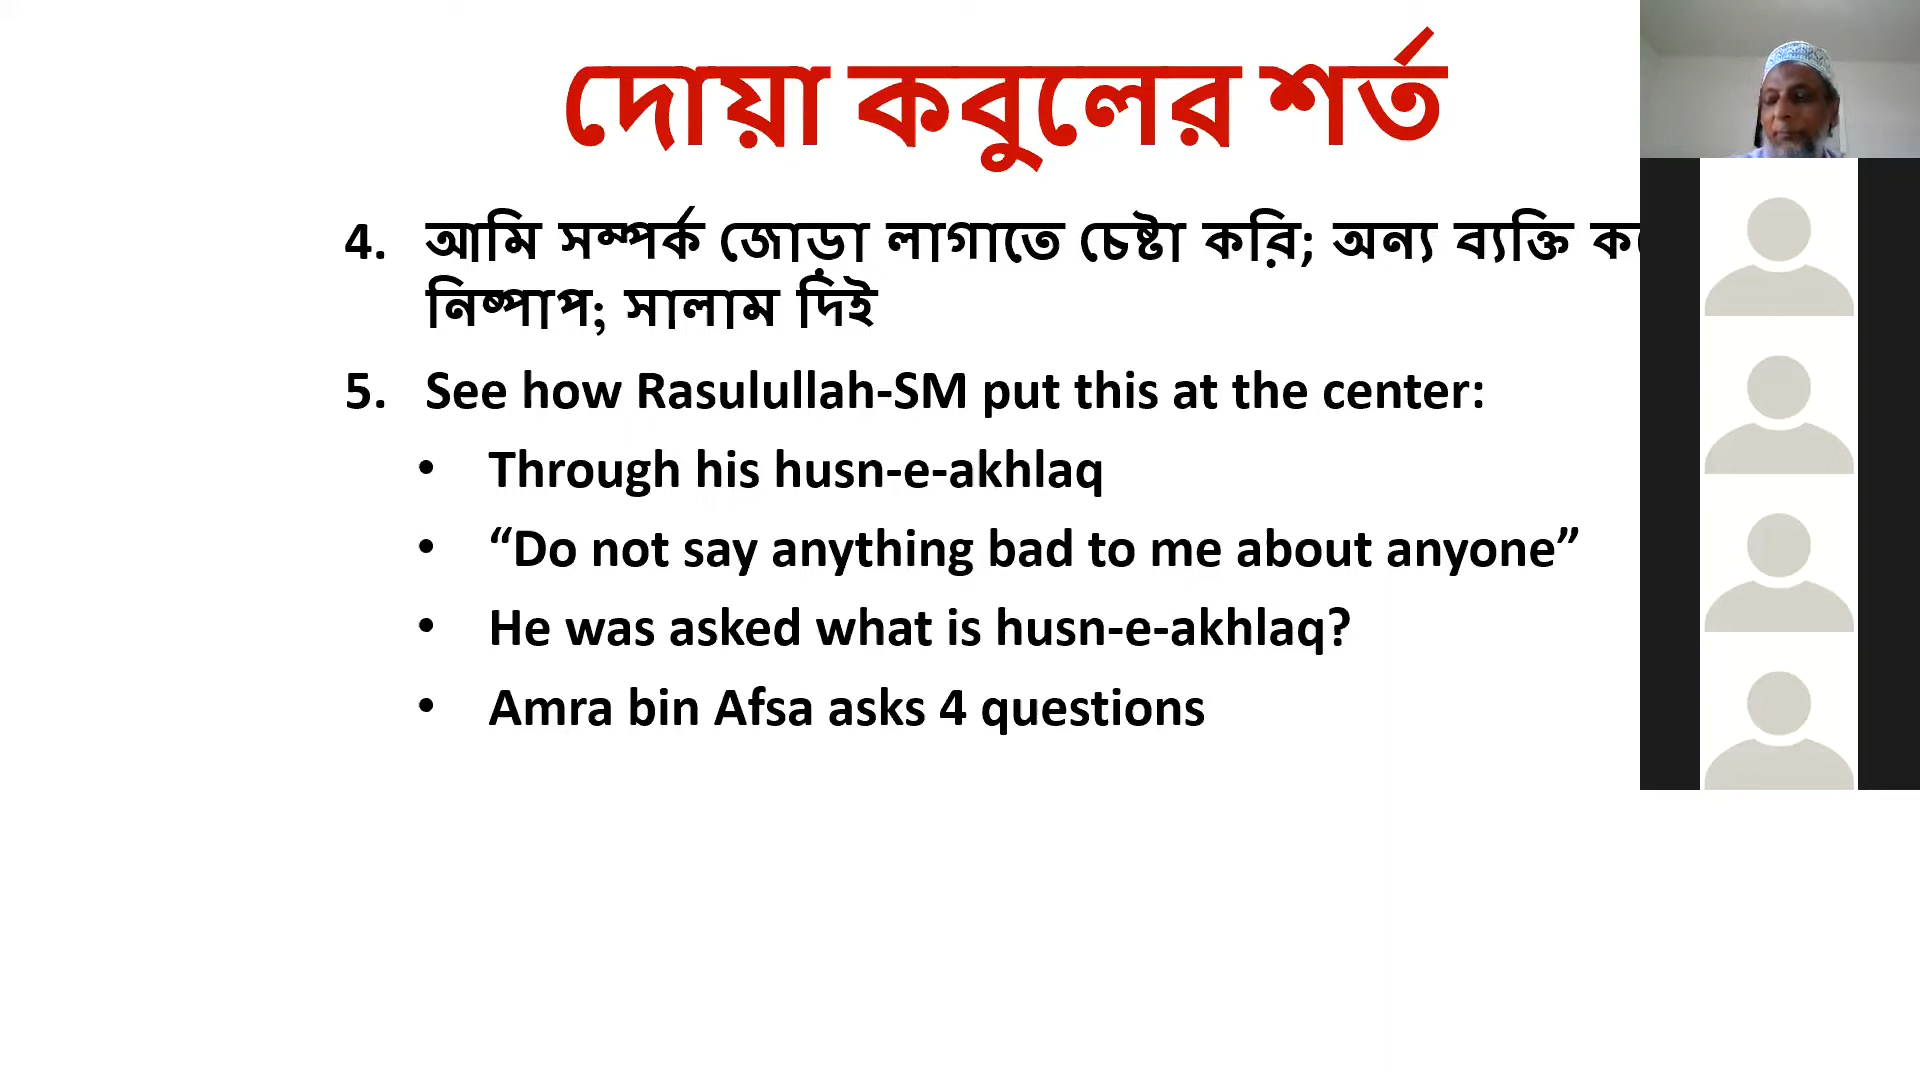 দোয়া কবুলের শর্ত
4. আমি সম্পর্ক জোড়া লাগাতে চেষ্টা করি; অন্য ব্যক্তি
নিষ্পাপ; সালাম দিই
5. See how Rasulullah-SM put this at the center:
• Through his husn-e-akhlaq
• “Do not say anything bad to me about anyone”
• He was asked what is husn-e-akhlaq?
• Amra bin Afsa asks 4 questions